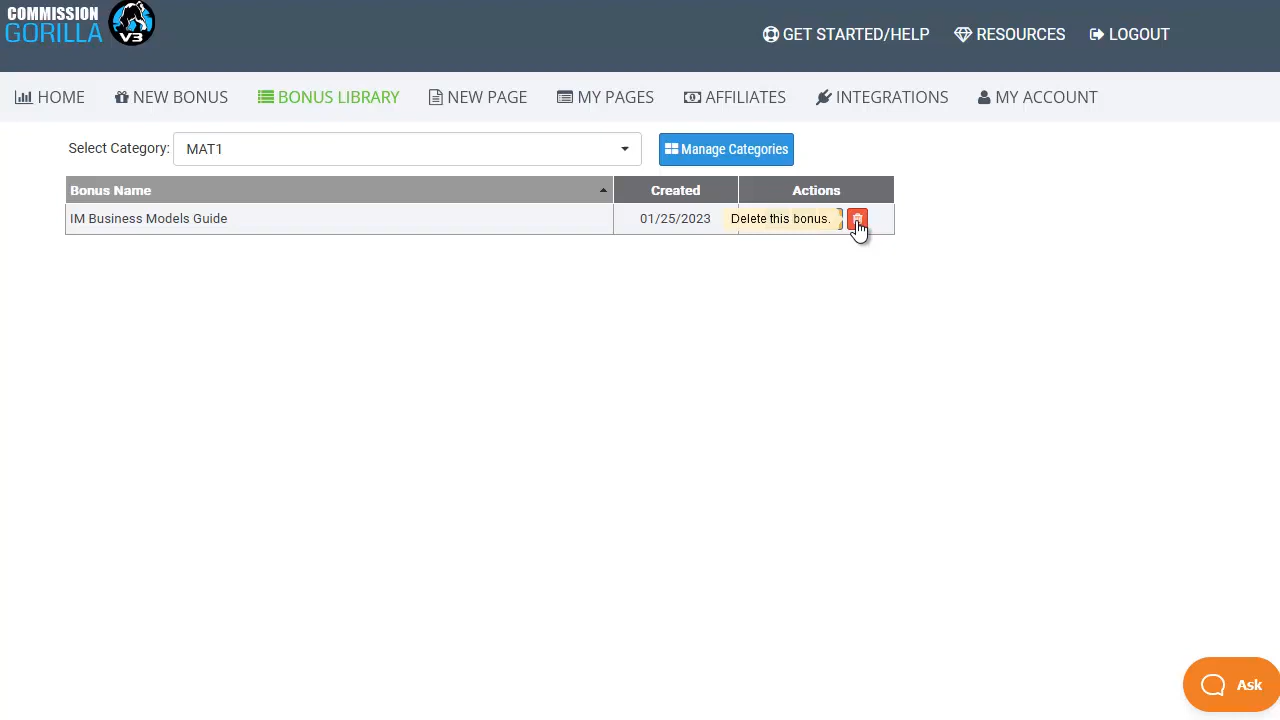 COMMISSION
GORILLA
V3
GET STARTED/HELP
RESOURCES
LOGOUT
HOME
NEW BONUS
BONUS LIBRARY
NEW PAGE
MY PAGES
AFFILIATES
INTEGRATIONS
MY ACCOUNT
Select Category: MAT1
Manage Categories
Bonus Name Created Actions
IM Business Models Guide 01/25/2023 Delete this bonus.
Ask